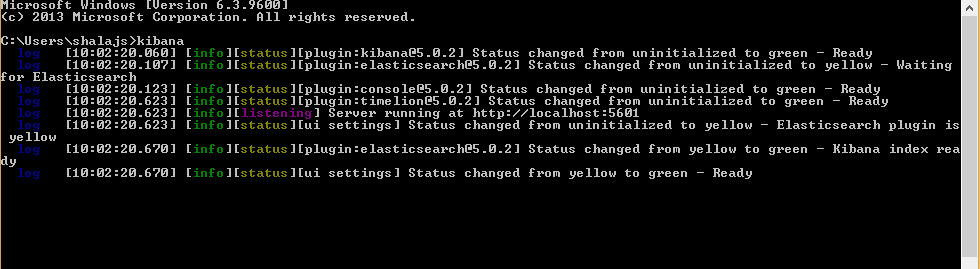 Microsoft Windows [Version 6.3.9600]
(c) 2013 Microsoft Corporation. All rights reserved.
C:\Users\shalajs>kibana
log [10:02:20.060] [info][status][plugin:kibana@5.0.2] Status changed from uninitialized to green - Ready
log [10:02:20.107] [info][status][plugin:elasticsearch@5.0.2] Status changed from uninitialized to yellow - Waiting
for Elasticsearch
log [10:02:20.123] [info][status][plugin:console@5.0.2] Status changed from uninitialized to green - Ready
log [10:02:20.623] [info][status][plugin:timelion@5.0.2] Status changed from uninitialized to green - Ready
log [10:02:20.623] [info][listening] Server running at http://localhost:5601
log [10:02:20.623] [info][status][ui settings] Status changed from uninitialized to yellow - Elasticsearch plugin is
yellow
log [10:02:20.670] [info][status][plugin:elasticsearch@5.0.2] Status changed from yellow to green - Kibana index rea
dy
log [10:02:20.670] [info][status][ui settings] Status changed from yellow to green - Ready